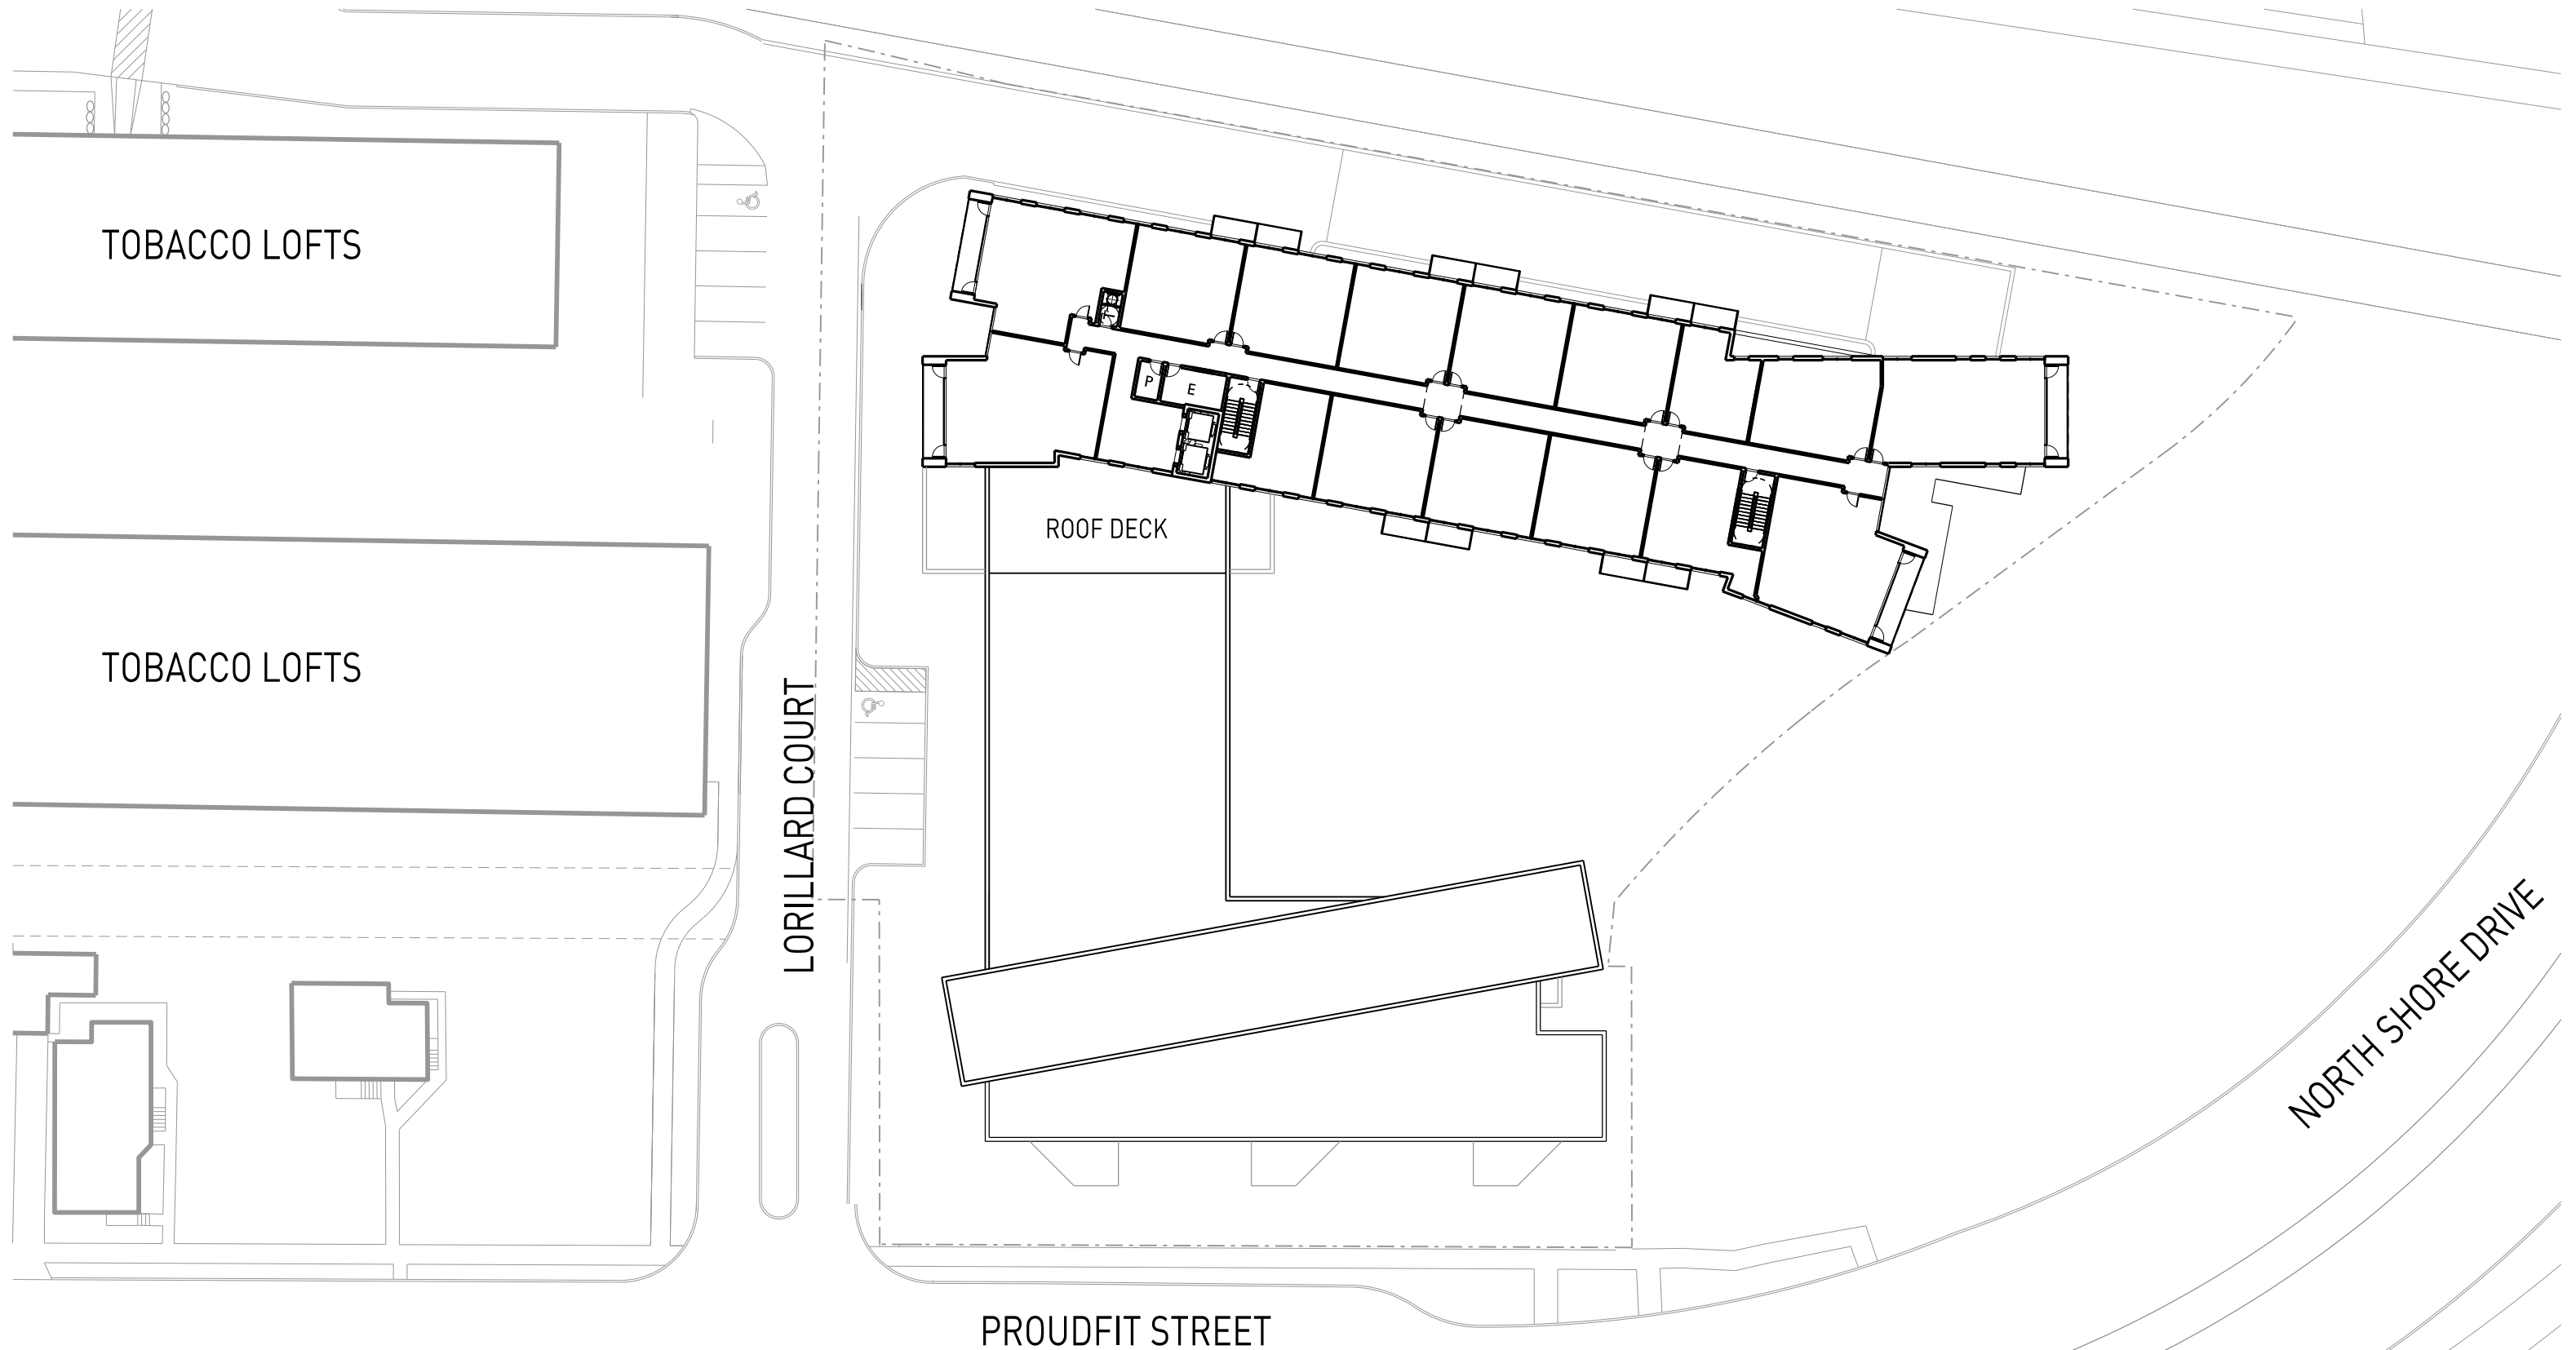 TOBACCO LOFTS
P
E
ROOF DECK
TOBACCO LOFTS
LORILLARD COURT
NORTH SHORE DRIVE
PROUDFIT STREET